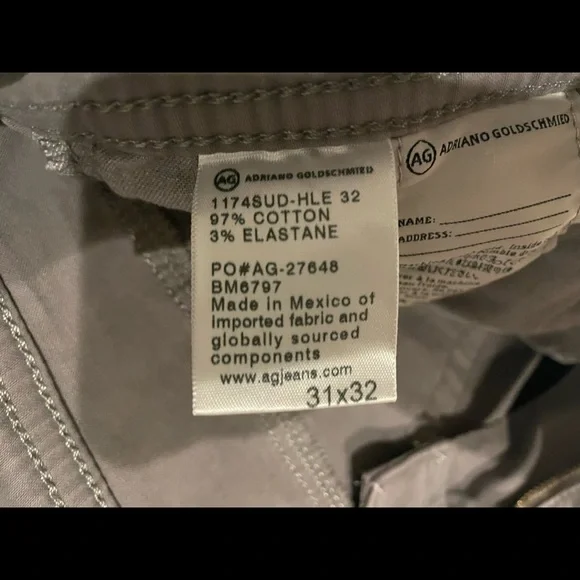 AG ADRIANO GOLDSCHMIED
1174SUD-HLE 32
97% COTTON
3% ELASTANE
PO#AG-27648
BM6797
Made in Mexico of
imported fabric and
globally sourced
components
www.agjeans.com
31x32
AG ADRIANO GOLDSCHMIED
NAME:
ADDRESS: